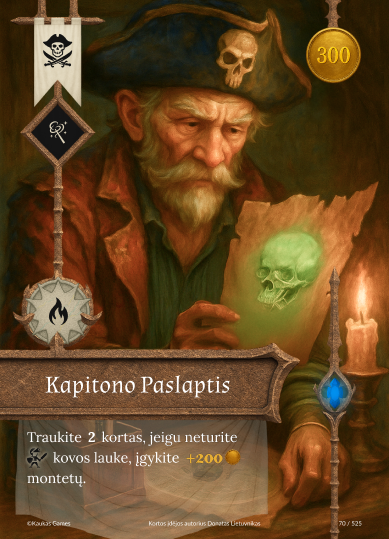 300
Kapitono Paslaptis
Traukite 2 kortas, jeigu neturite
kovos lauke, įgykite +200
montetų.
©Kaukas Games Kortos idėjos autorius Donatas Lietuvnikas 70 / 525